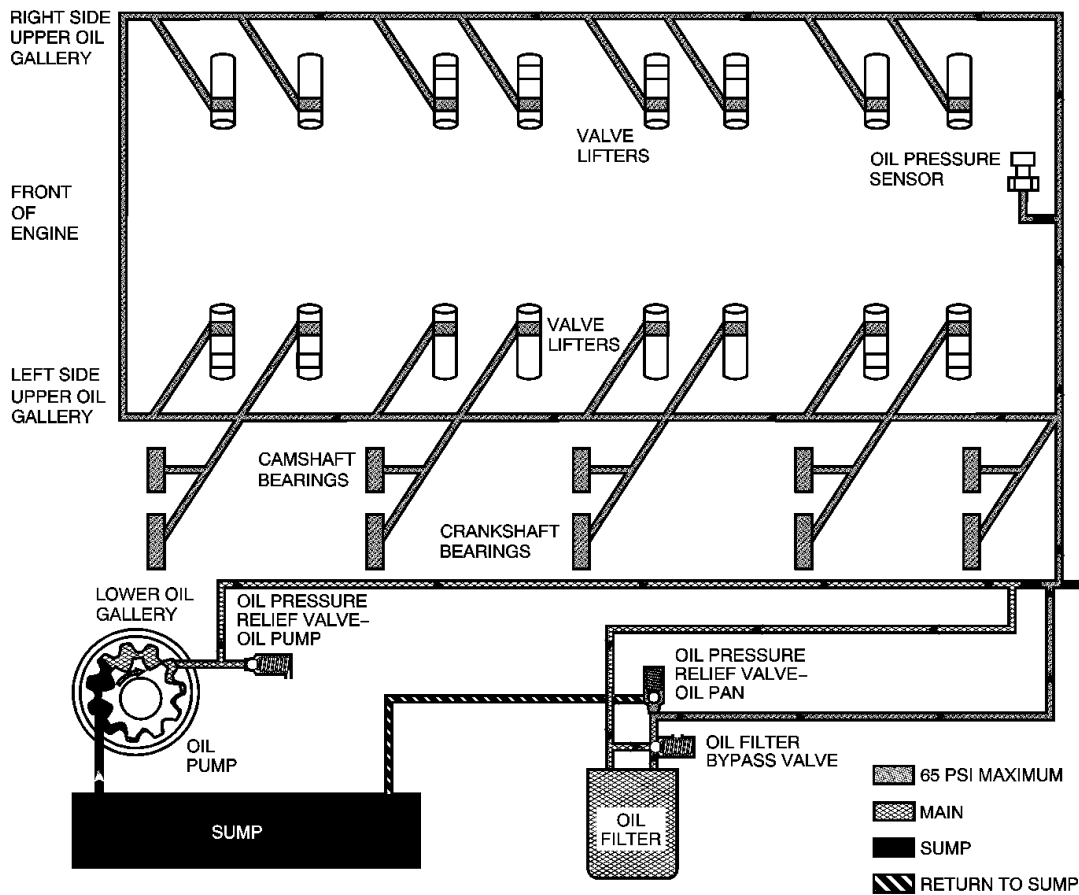 RIGHT SIDE
UPPER OIL
GALLERY
VALVE
LIFTERS
OIL PRESSURE
SENSOR
FRONT
OF
ENGINE
VALVE
LIFTERS
LEFT SIDE
UPPER OIL
GALLERY
CAMSHAFT
BEARINGS
CRANKSHAFT
BEARINGS
LOWER OIL
GALLERY
OIL PRESSURE
RELIEF VALVE–
OIL PUMP
OIL PRESSURE
RELIEF VALVE–
OIL PAN
OIL
PUMP
OIL FILTER
BYPASS VALVE
SUMP
OIL
FILTER
65 PSI MAXIMUM
MAIN
SUMP
RETURN TO SUMP